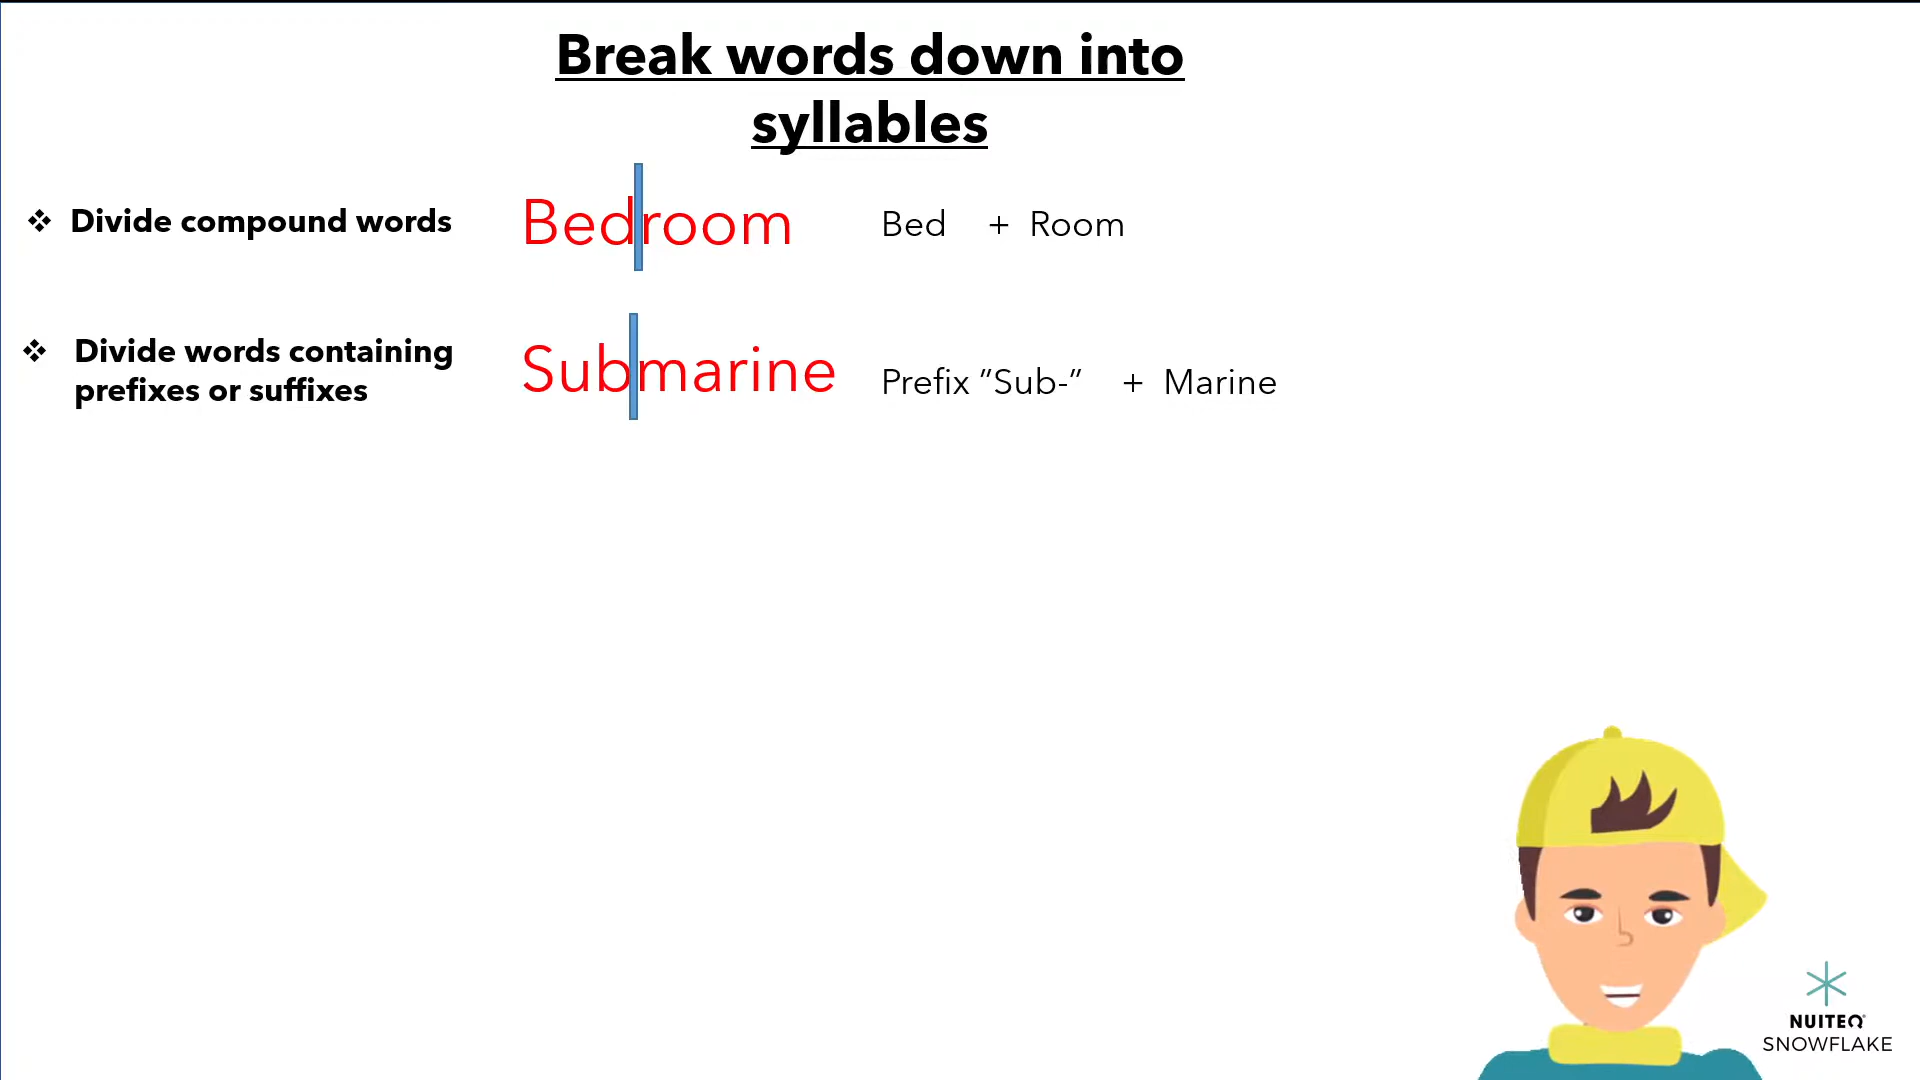 Break words down into
syllables
❖ Divide compound words
Bedroom
Bed + Room
❖ Divide words containing
prefixes or suffixes
Submarine
Prefix ”Sub-” + Marine
NUITEQ
SNOWFLAKE